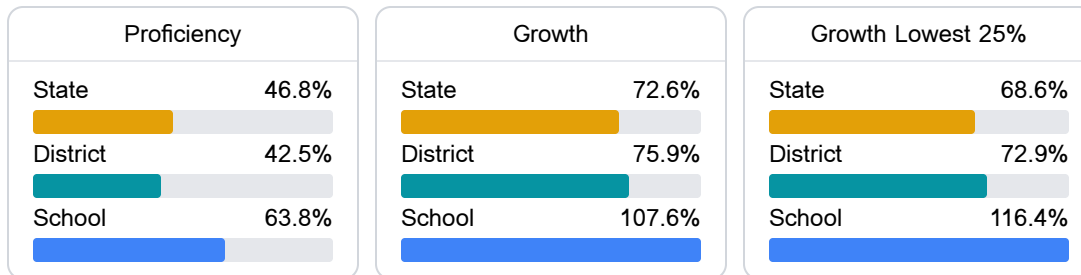 Proficiency
State 46.8%
District 42.5%
School 63.8%
Growth
State 72.6%
District 75.9%
School 107.6%
Growth Lowest 25%
State 68.6%
District 72.9%
School 116.4%